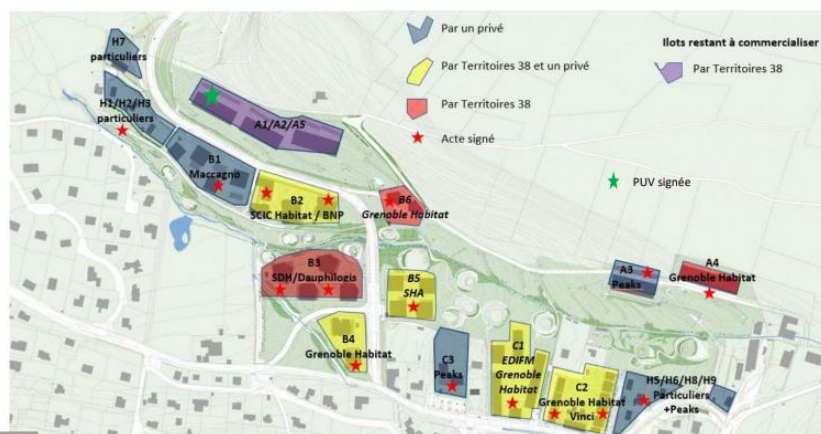 Par un privé
Ilots restant à commercialiser
Par Territoires 38 et un privé
Par Territoires 38
Par Territoires 38
Acte signé
PUV signée
H7
particuliers
H1/H2/H3
particuliers
A1/A2/A5
B1
Maccagno
B2
SCIC Habitat / BNP
B6
Grenoble Habitat
B3
SDH/Dauphilogis
B5
SHA
A3
Peaks
A4
Grenoble Habitat
B4
Grenoble Habitat
C3
Peaks
C1
EDIFIM
Grenoble
Habitat
C2
Grenoble Habitat
Vinci
H5/H6/H8/H9
Particuliers
+Peaks